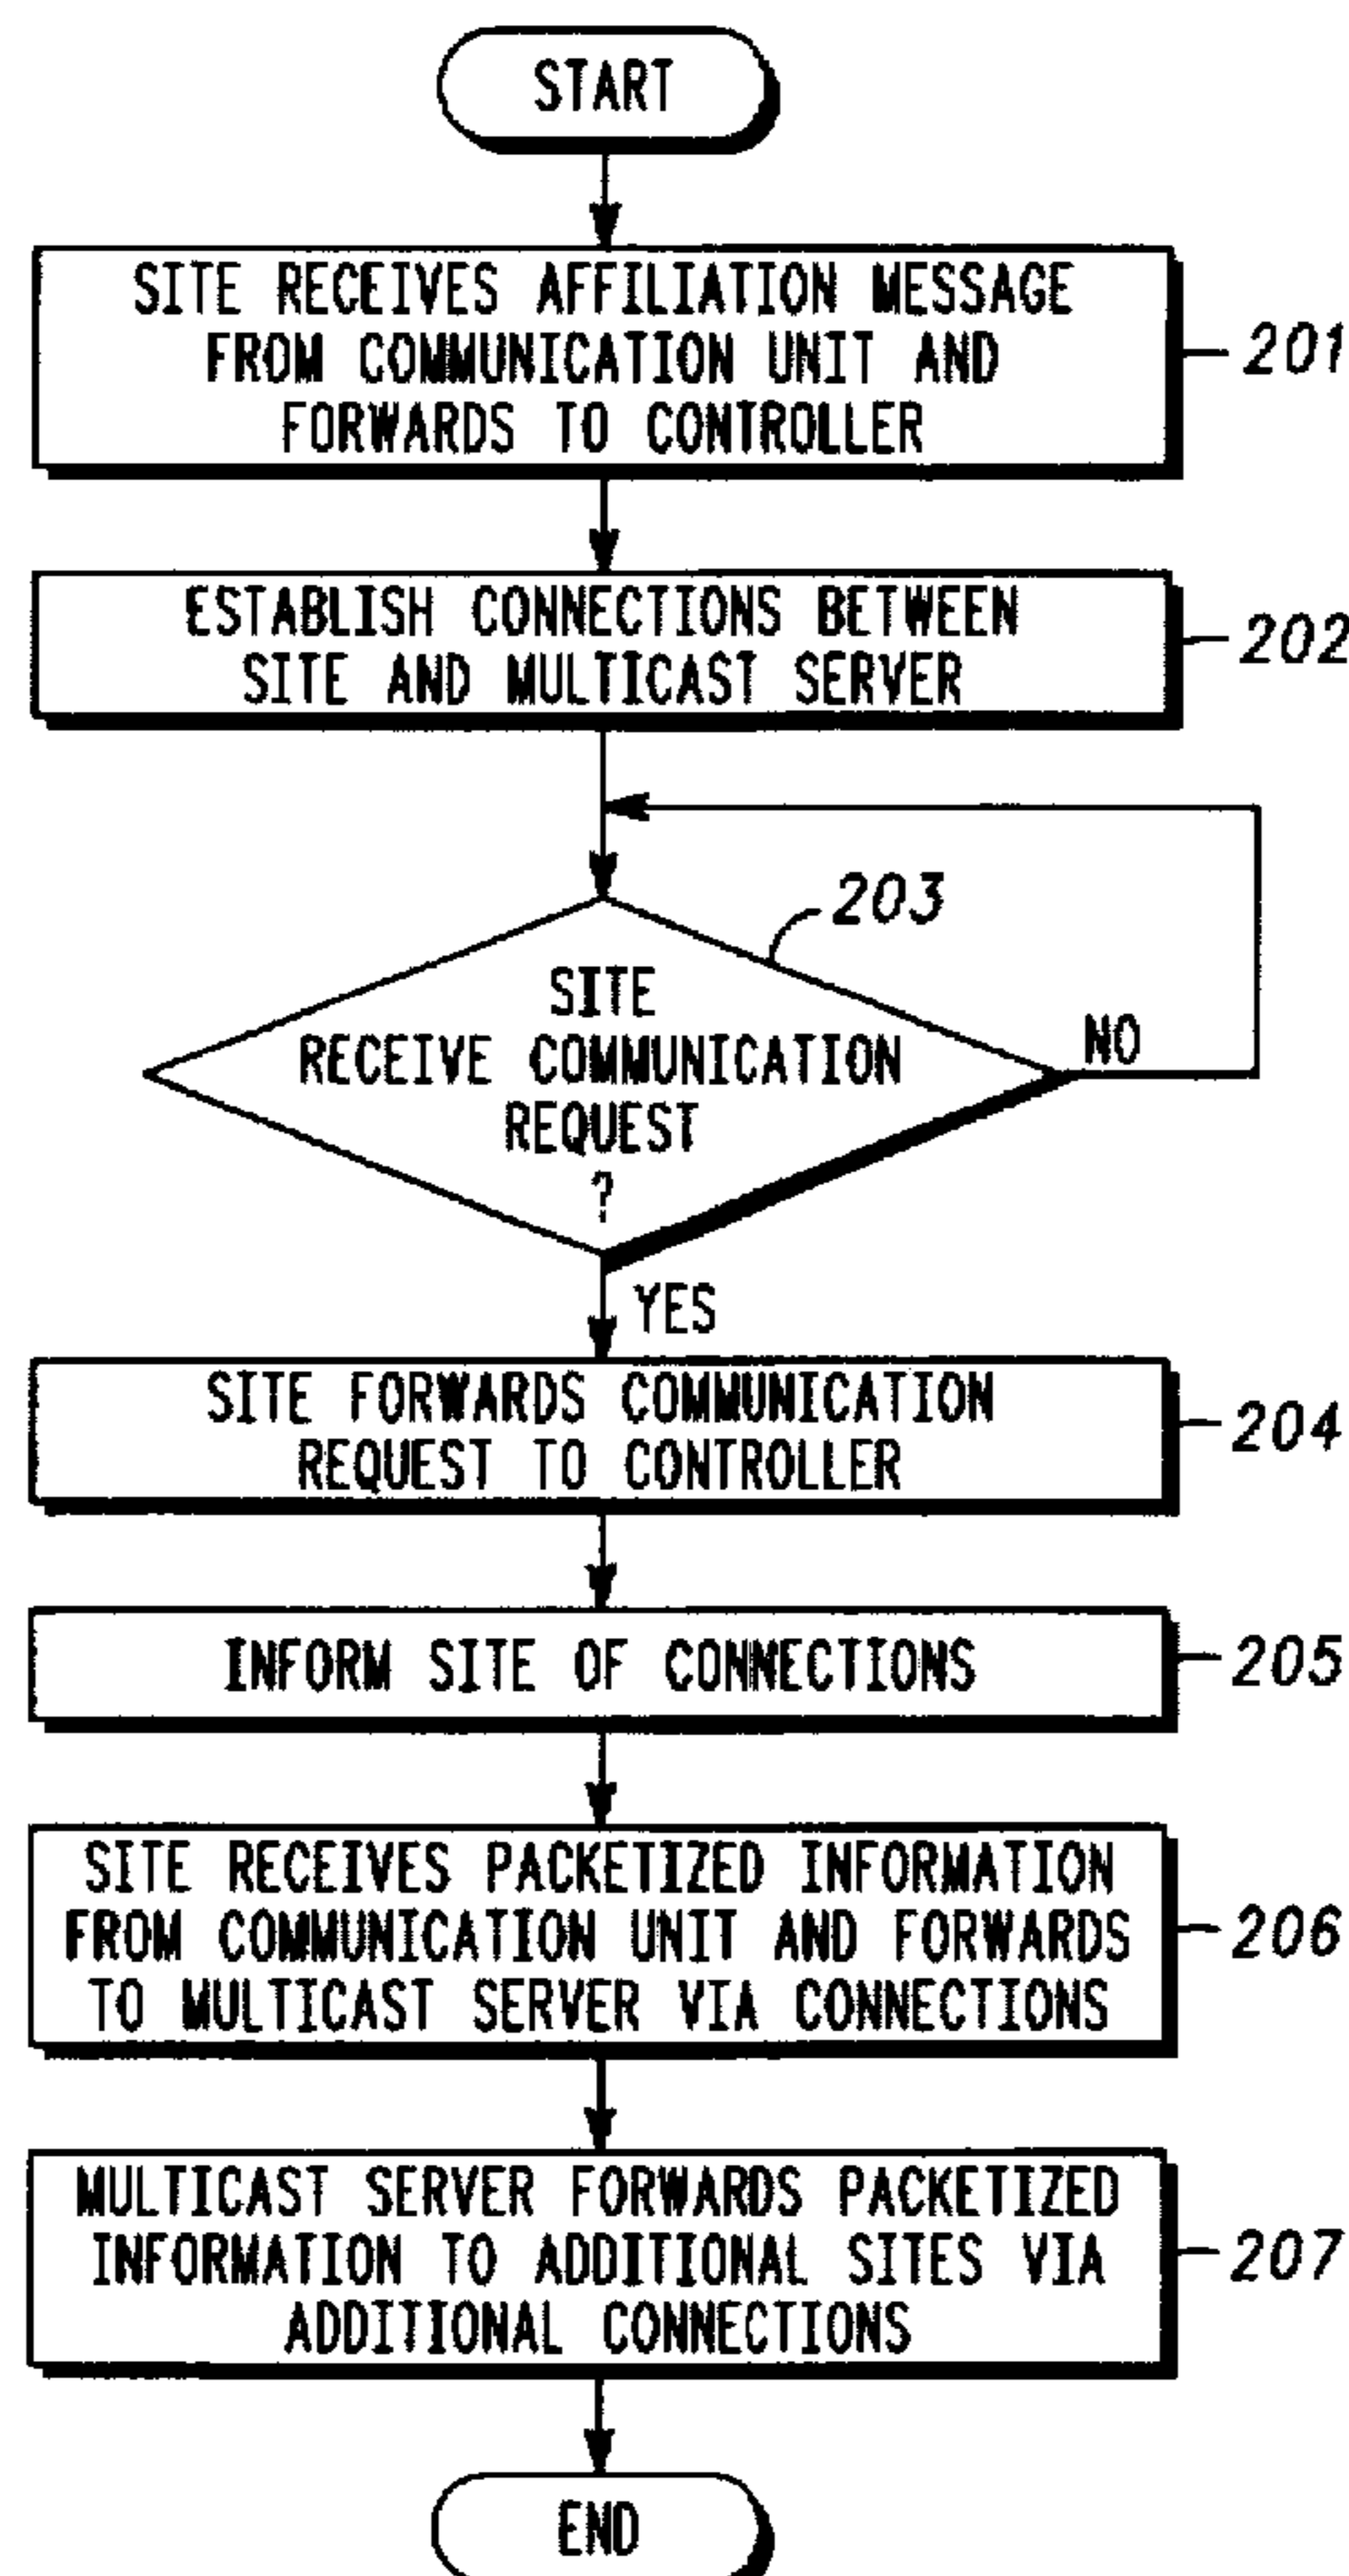 START
SITE RECEIVES AFFILIATION MESSAGE
FROM COMMUNICATION UNIT AND
FORWARDS TO CONTROLLER
201
ESTABLISH CONNECTIONS BETWEEN
SITE AND MULTICAST SERVER
202
203
SITE
RECEIVE COMMUNICATION
REQUEST
?
NO
YES
SITE FORWARDS COMMUNICATION
REQUEST TO CONTROLLER
204
INFORM SITE OF CONNECTIONS
205
SITE RECEIVES PACKETIZED INFORMATION
FROM COMMUNICATION UNIT AND FORWARDS
TO MULTICAST SERVER VIA CONNECTIONS
206
MULTICAST SERVER FORWARDS PACKETIZED
INFORMATION TO ADDITIONAL SITES VIA
ADDITIONAL CONNECTIONS
207
END